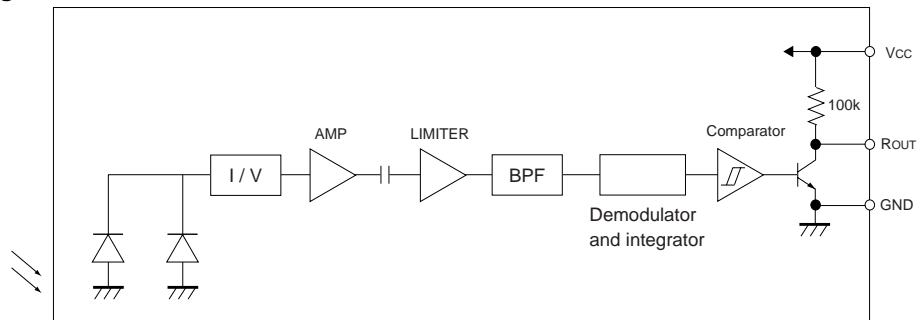 VCC
100k
AMP
LIMITER
Comparator
ROUT
I / V
BPF
GND
Demodulator
and integrator